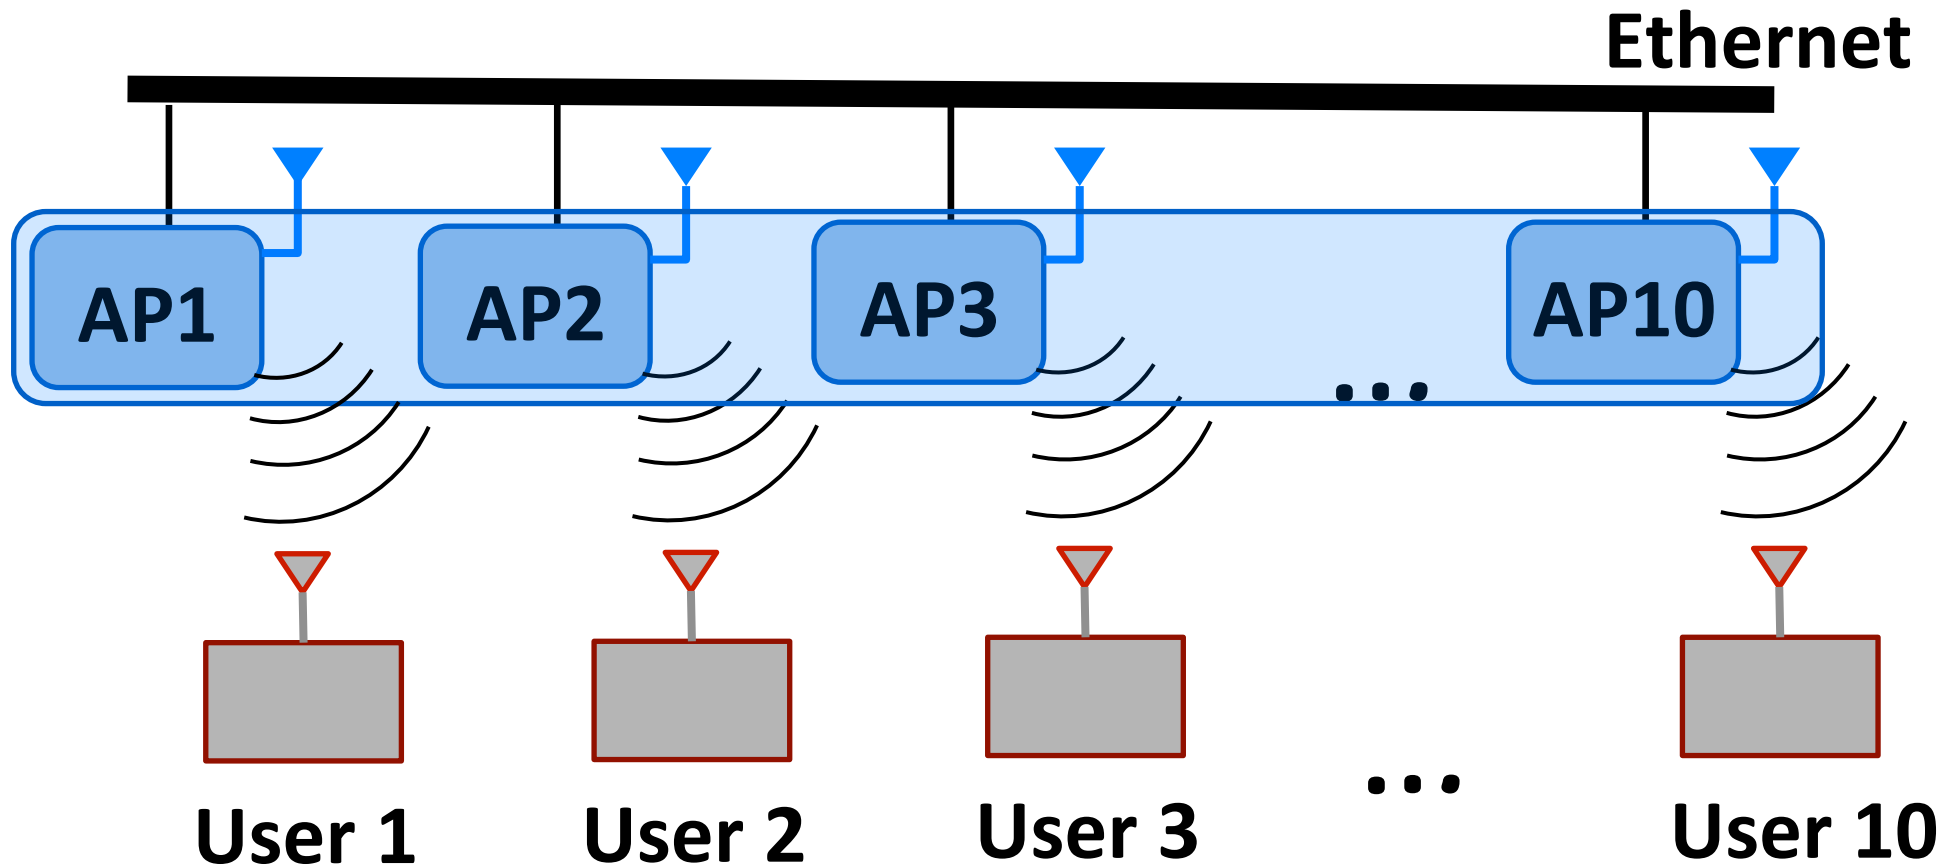 Ethernet
AP1 AP2 AP3 ... AP10
...
User 1 User 2 User 3 User 10